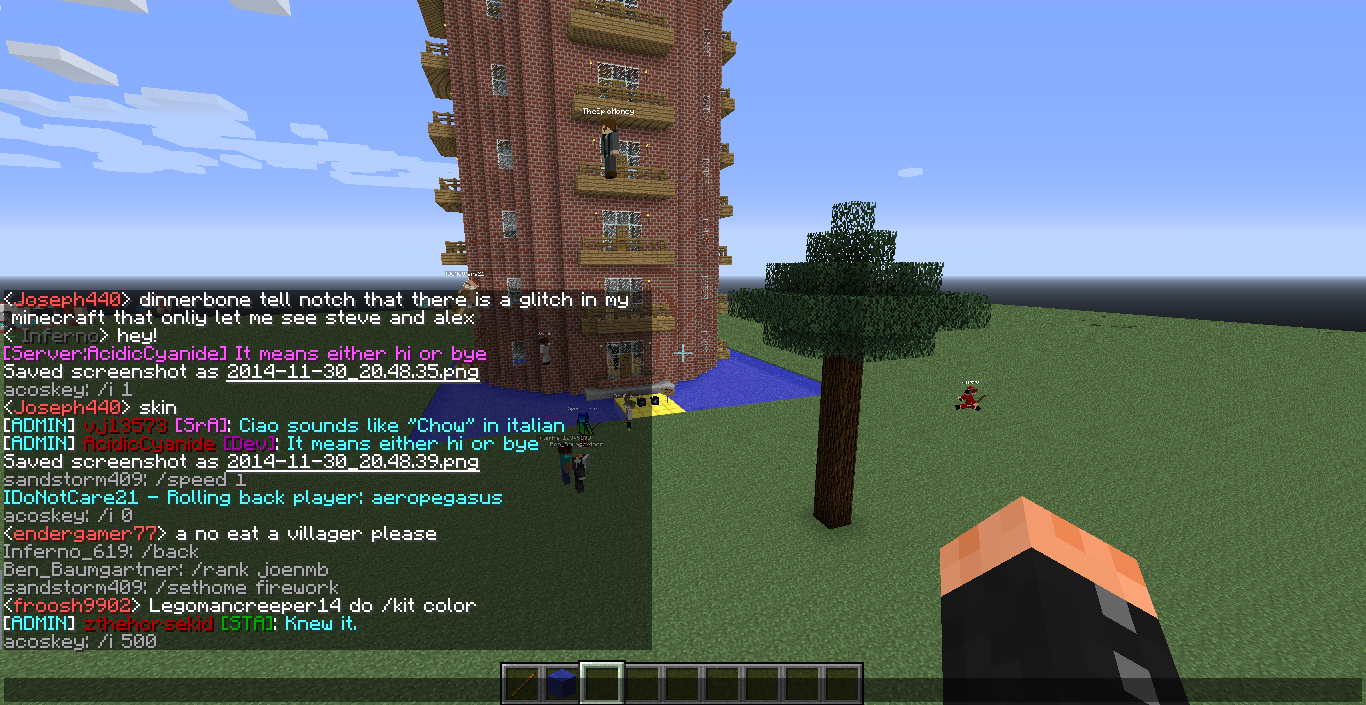 TheEpicMoney
<Joseph440> dinnerbone tell notch that there is a glitch in my
minecraft that onliy let me see steve and alex
< Inferno> hey!
[Server:AcidicCyanide] It means either hi or bye
Saved screenshot as 2014-11-30_20.48.35.png
acoskey: /i 1
<Joseph440> skin
[ADMIN] vj13573 [SrA]: Ciao sounds like "Chow" in italian
[ADMIN] AcidicCyanide [Dev]: It means either hi or bye
Saved screenshot as 2014-11-30_20.48.39.png
sandstorm409: /speed 1
IDoNotCare21 - Rolling back player: aeropegasus
acoskey: /i 0
<endergamer77> a no eat a villager please
Inferno_619: /back
Ben_Baumgartner: /rank joenmb
sandstorm409: /sethome firework
<froosh9902> Legomancreeper14 do /kit color
[ADMIN] zthehorsekid [STA]: Knew it.
acoskey: /i 500